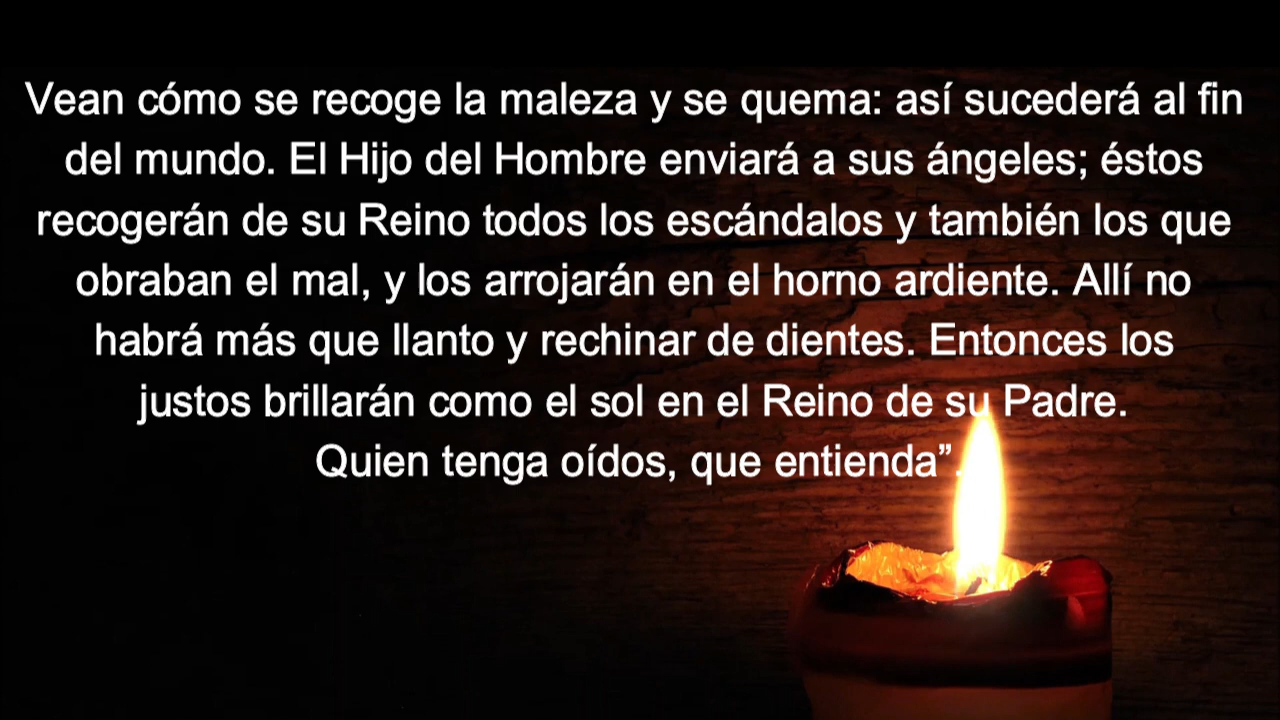 Vean cómo se recoge la maleza y se quema: así sucederá al fin
del mundo. El Hijo del Hombre enviará a sus ángeles; éstos
recogerán de su Reino todos los escándalos y también los que
obraban el mal, y los arrojarán en el horno ardiente. Allí no
habrá más que llanto y rechinar de dientes. Entonces los
justos brillarán como el sol en el Reino de su Padre.
Quien tenga oídos, que entienda”.